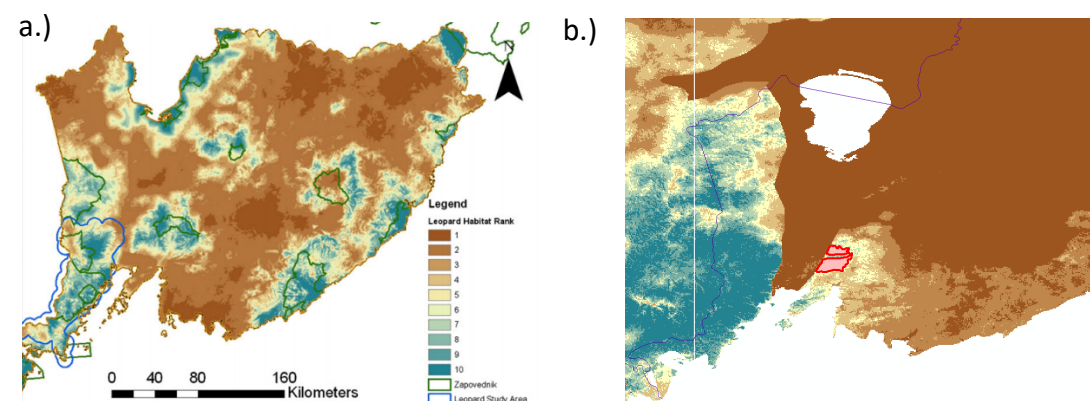 a.)
b.)
Legend
Leopard Habitat Rank
1
2
3
4
5
6
7
8
9
10
Zapovednik
Leopard Study Area
0 40 80 160
Kilometers